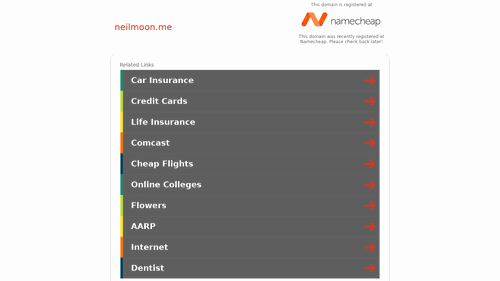 This domain is registered at
neilmoon.me
namecheap
This domain was recently registered at
Namecheap. Please check back later!
Related Links
Car Insurance
Credit Cards
Life Insurance
Comcast
Cheap Flights
Online Colleges
Flowers
AARP
Internet
Dentist